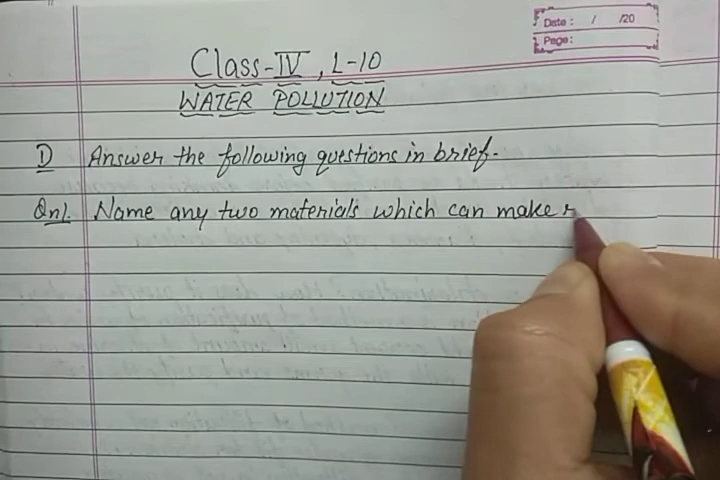 Date : / /20
Page:
Class-IV, L-10
WATER POLLUTION
D Answer the following questions in brief.
Qn1. Name any two materials which can make